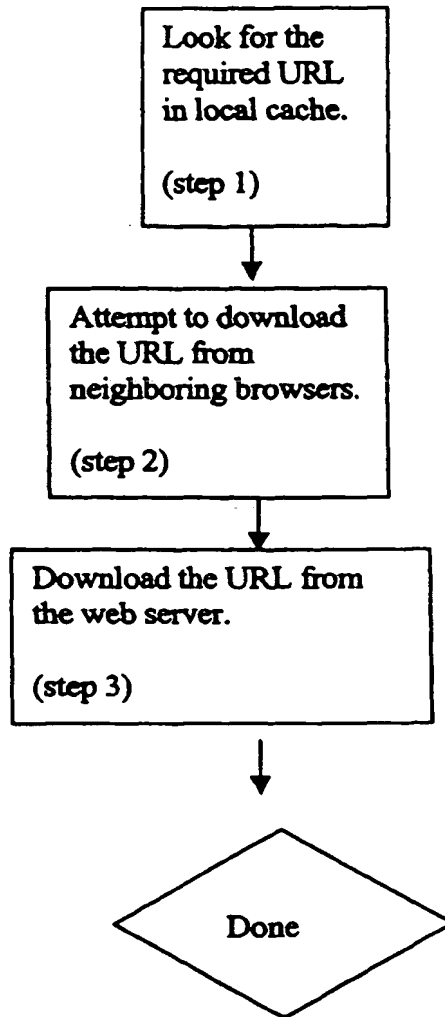 Look for the
required URL
in local cache.
(step 1)
Attempt to download
the URL from
neighboring browsers.
(step 2)
Download the URL from
the web server.
(step 3)
Done